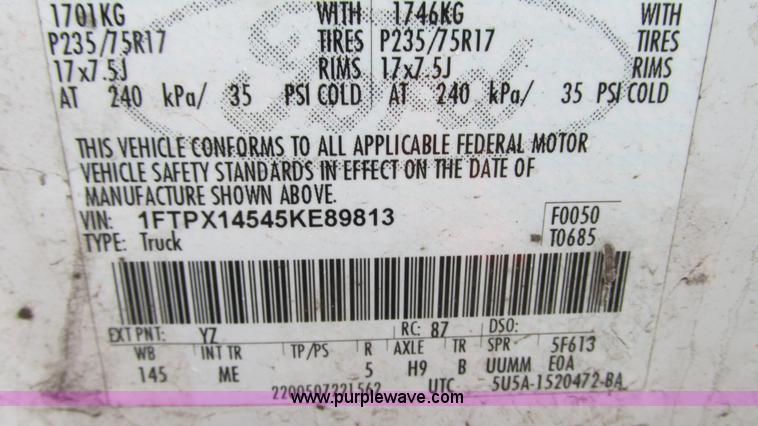 1701KG WITH 1746KG WITH
P235/75R17 TIRES P235/75R17 TIRES
17x7.5J RIMS 17x7.5J RIMS
AT 240 kPa/ 35 PSI COLD AT 240 kPa/ 35 PSI COLD
Ford
THIS VEHICLE CONFORMS TO ALL APPLICABLE FEDERAL MOTOR
VEHICLE SAFETY STANDARDS IN EFFECT ON THE DATE OF
MANUFACTURE SHOWN ABOVE.
VIN: 1FTPX14545KE89813 F0050
TYPE: Truck T0685
EXT PNT: YZ RC: 87 DSO:
WB INT TR TP/PS R AXLE TR SPR 5F613
145 ME 5 H9 B UUMM E0A
2200507221562 UTC 5U5A-1520472-BA
www.purplewave.com